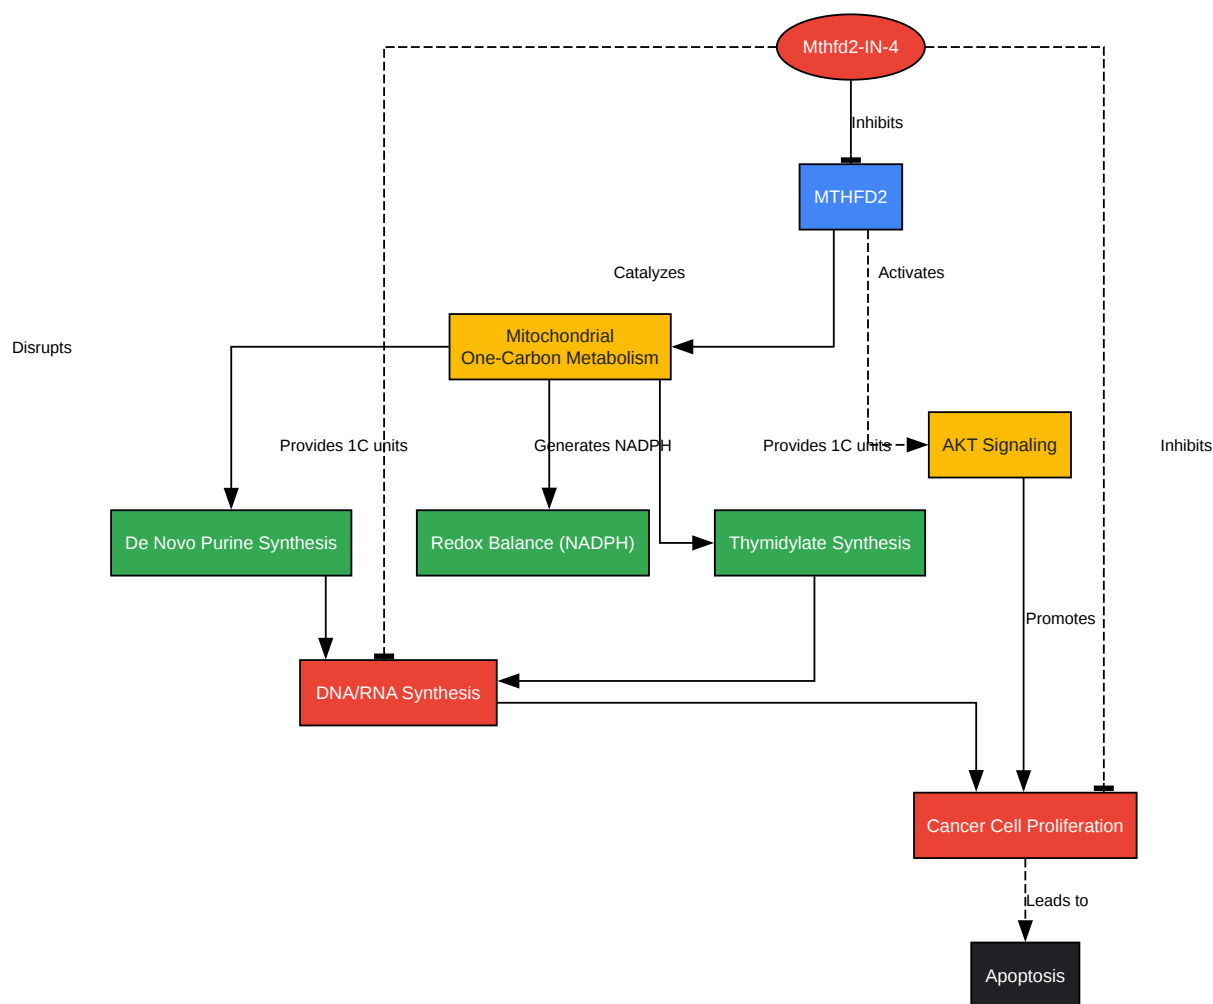 Mthfd2-IN-4
Inhibits
MTHFD2
Catalyzes
Activates
Mitochondrial
One-Carbon Metabolism
Disrupts
Provides 1C units
Generates NADPH
Provides 1C units
AKT Signaling
Inhibits
De Novo Purine Synthesis
Redox Balance (NADPH)
Thymidylate Synthesis
Promotes
DNA/RNA Synthesis
Cancer Cell Proliferation
Leads to
Apoptosis